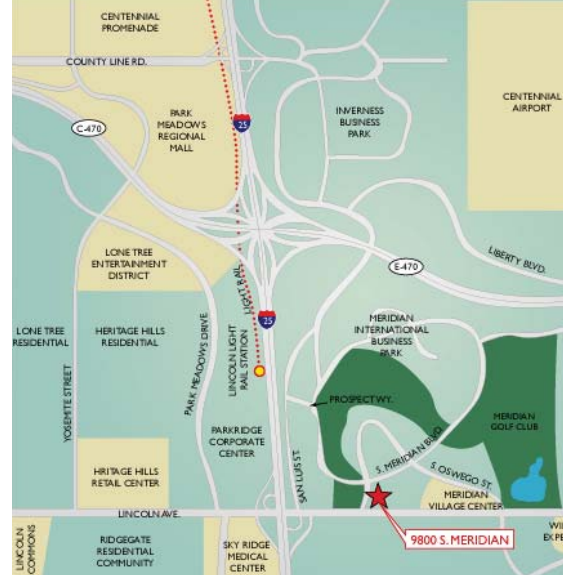 CENTENNIAL
PROMENADE
COUNTY LINE RD.
CENTENNIAL
AIRPORT
PARK
MEADOWS
REGIONAL
MALL
INVERNESS
BUSINESS
PARK
C-470
25
LONE TREE
ENTERTAINMENT
DISTRICT
LIBERTY BLVD.
E-470
LIGHT RAIL
25
LONE TREE
RESIDENTIAL
HERITAGE HILLS
RESIDENTIAL
MERIDIAN
INTERNATIONAL
BUSINESS
PARK
LINCOLN LIGHT
RAIL STATION
PARK MEADOWS DRIVE
YOSEMITE STREET
PROSPECT WY.
MERIDIAN
GOLF CLUB
PARKRIDGE
CORPORATE
CENTER
SAN LUIS ST.
S. MERIDIAN BLVD
S. OSWEGO ST.
HRITAGE HILLS
RETAIL CENTER
MERIDIAN
VILLAGE CENTER
LINCOLN AVE.
LINCOLN
COMMONS
RIDGEGATE
RESIDENTIAL
COMMUNITY
SKY RIDGE
MEDICAL
CENTER
9800 S. MERIDIAN